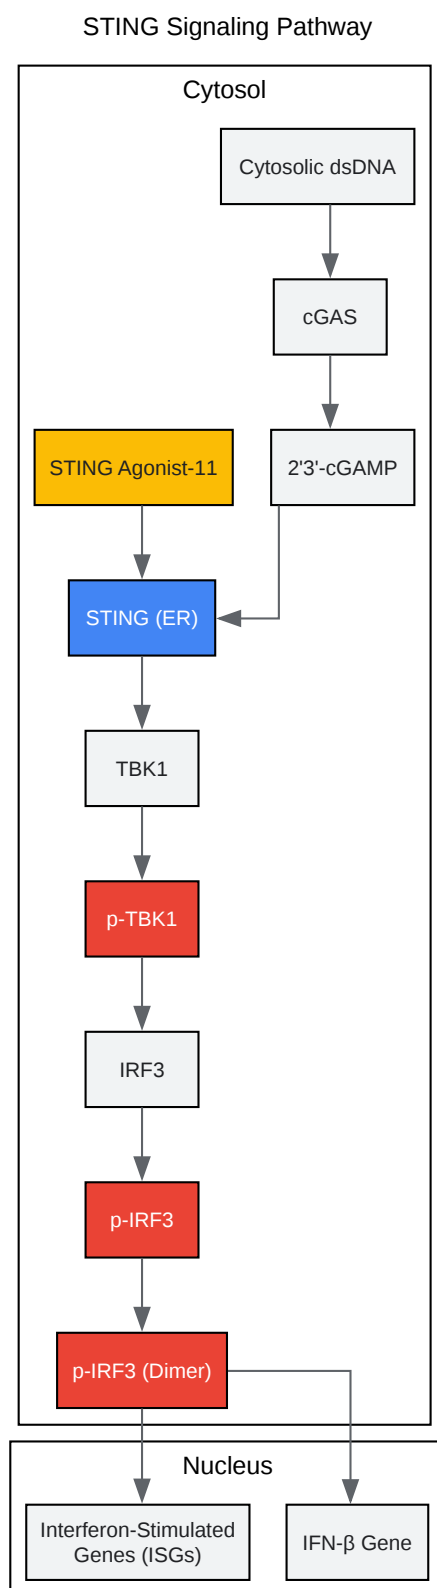 STING Signaling Pathway
Cytosol
Cytosolic dsDNA
cGAS
STING Agonist-11
2'3'-cGAMP
STING (ER)
TBK1
p-TBK1
IRF3
p-IRF3
p-IRF3 (Dimer)
Nucleus
Interferon-Stimulated
Genes (ISGs)
IFN-β Gene